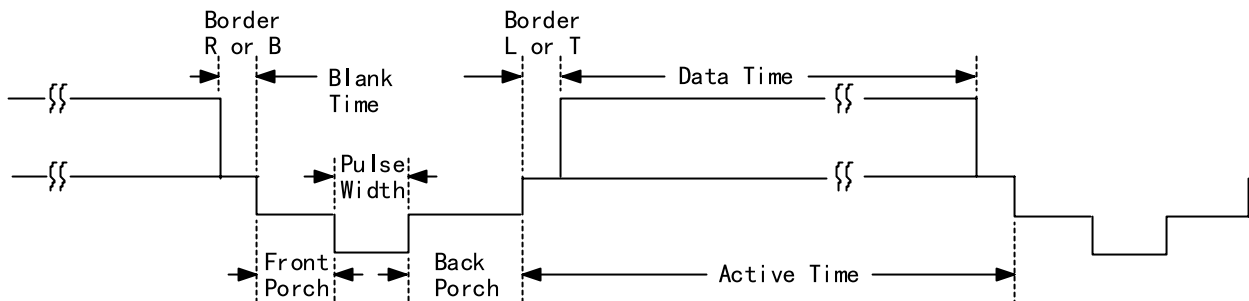 Border
R or B
Border
L or T
Blank
Time
Data Time
Pulse
Width
Front
Porch
Back
Porch
Active Time